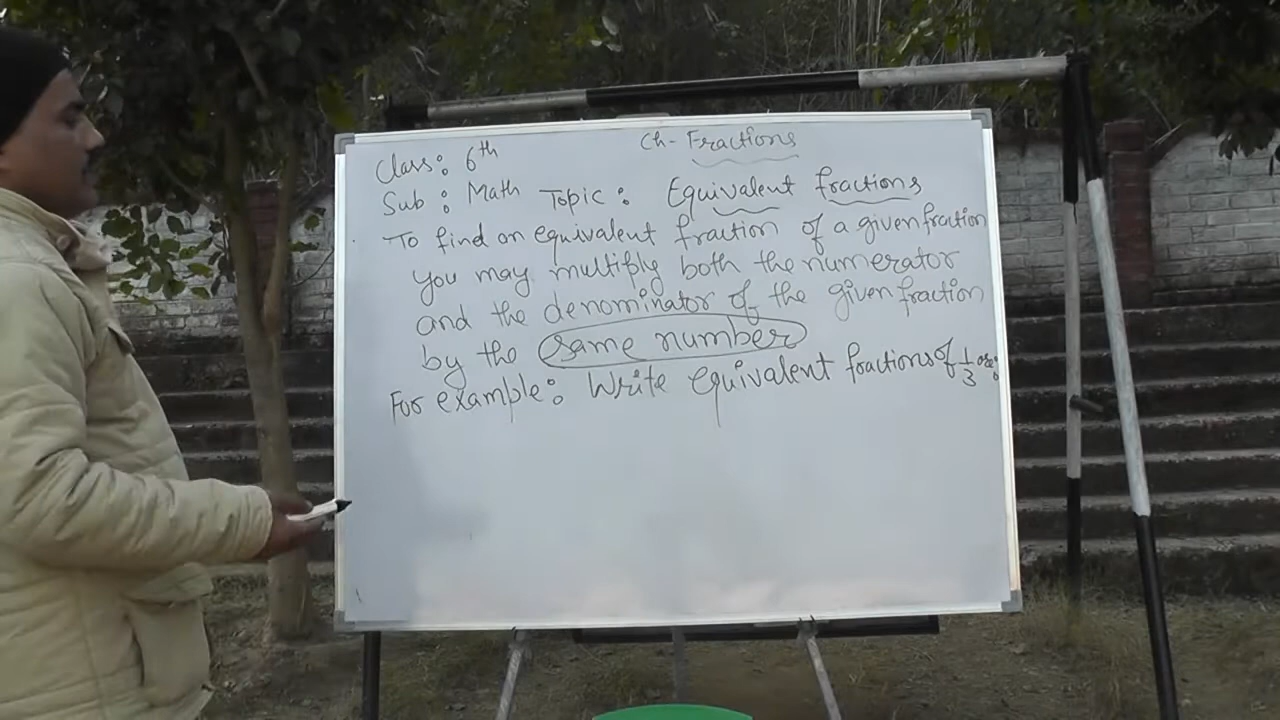 Ch- Fractions
Class: 6th
Sub: Math Topic: Equivalent fractions
To find an equivalent fraction of a given fraction
you may multiply both the numerator
and the denominator of the given fraction
by the same number
For example: Write equivalent fractions of 1/3 are: